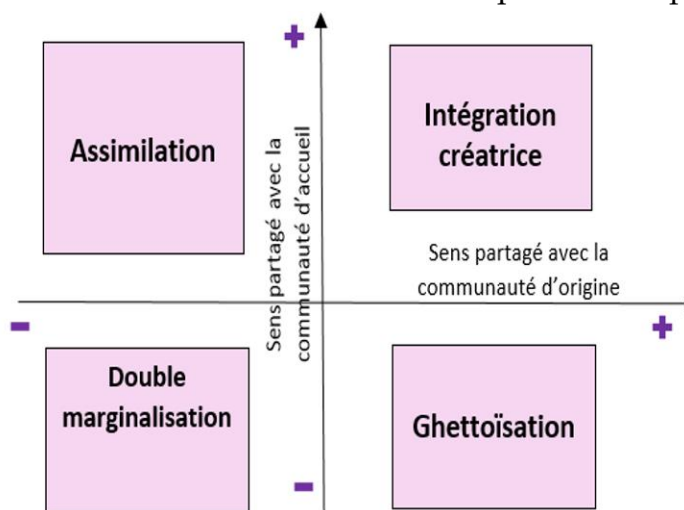 +
Assimilation
Sens partagé avec la
communauté d'accueil
Intégration
créatrice
Sens partagé avec la
communauté d'origine
-
+
Double
marginalisation
Ghettoïsation
-